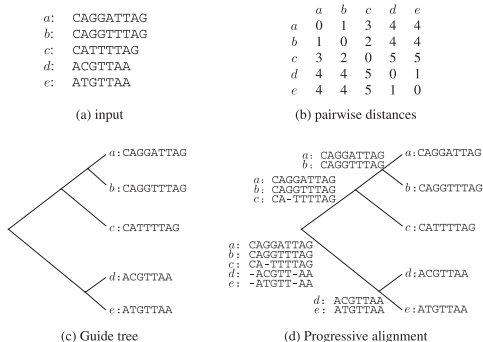 a: CAGGATTAG
b: CAGGTTTAG
c: CATTTTAG
d: ACGTTAA
e: ATGTTAA
(a) input
a b c d e
a 0 1 3 4 4
b 1 0 2 4 4
c 3 2 0 5 5
d 4 4 5 0 1
e 4 4 5 1 0
(b) pairwise distances
a:CAGGATTAG
b:CAGGTTTAG
c:CATTTTAG
d:ACGTTAA
e:ATGTTAA
(c) Guide tree
a: CAGGATTAG
b: CAGGTTTAG
a: CAGGATTAG
b: CAGGTTTAG
c: CA-TTTTAG
a: CAGGATTAG
b: CAGGTTTAG
c: CA-TTTTAG
d: -ACGTT-AA
e: -ATGTT-AA
d: ACGTTAA
e: ATGTTAA
a:CAGGATTAG
b:CAGGTTTAG
c:CATTTTAG
d:ACGTTAA
e:ATGTTAA
(d) Progressive alignment